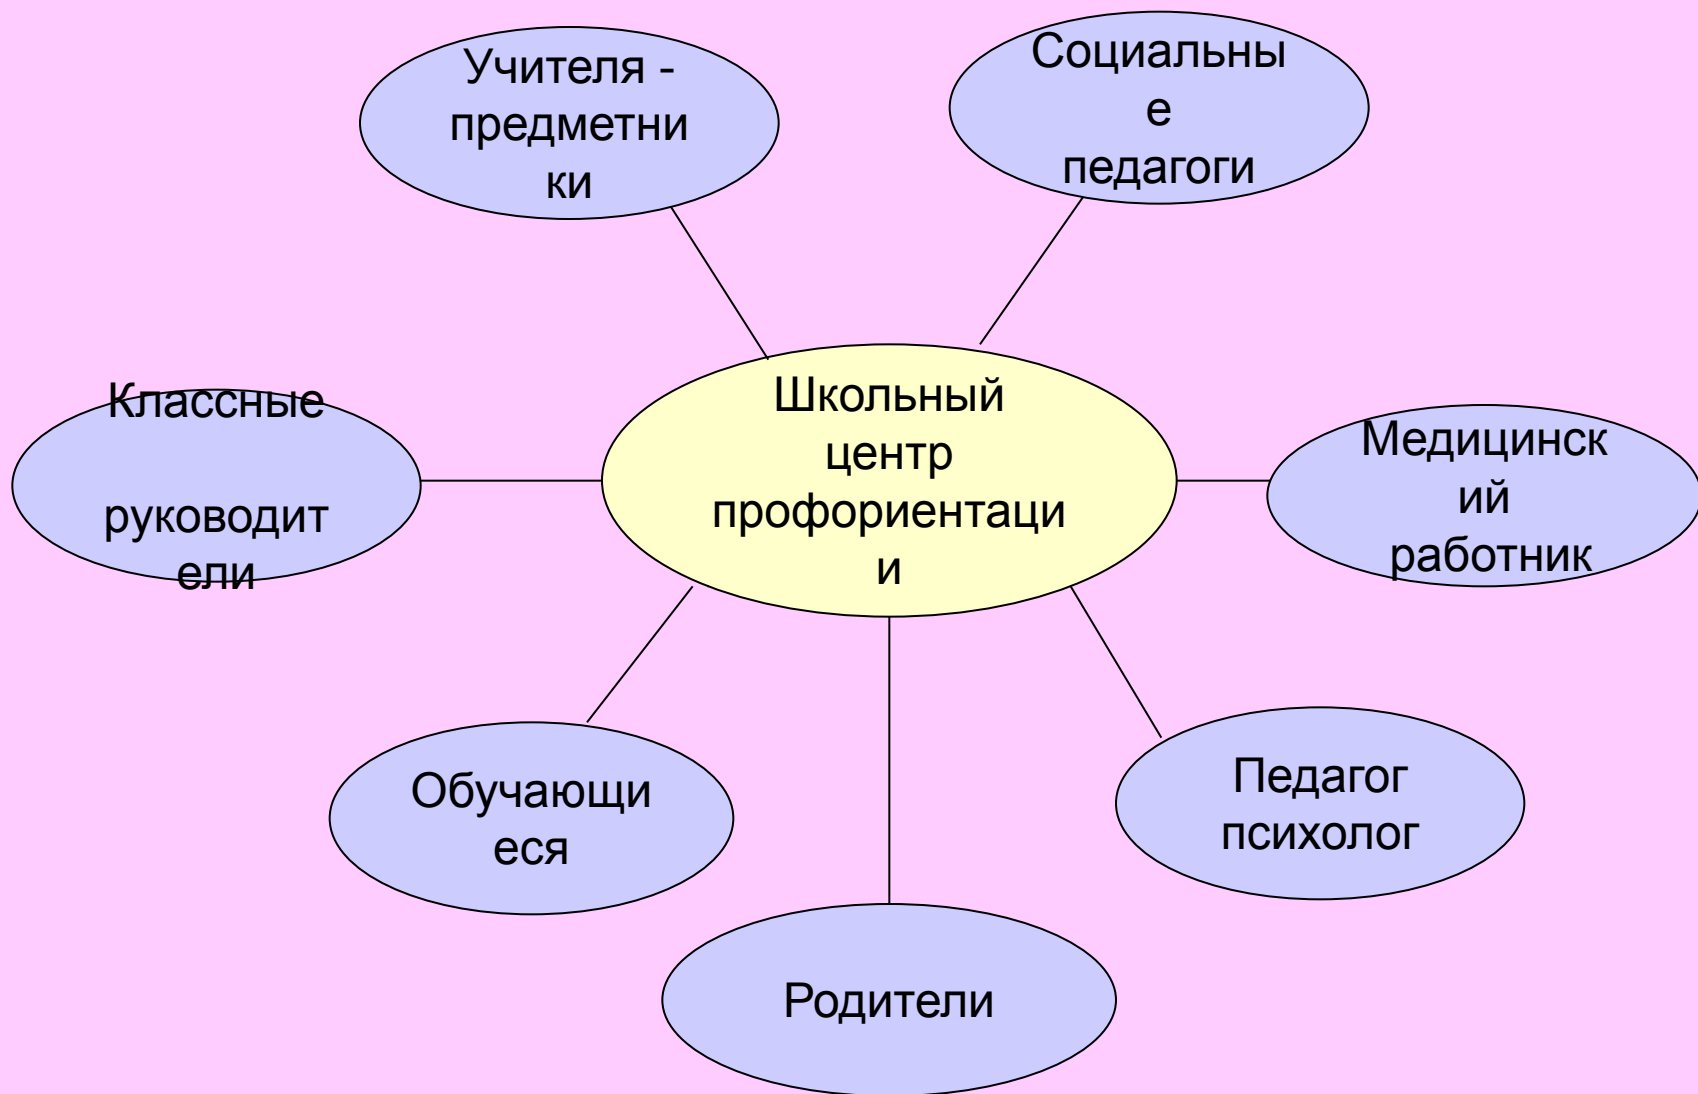 Учителя -
предметни
ки
Социальны
е
педагоги
Классные
руководит
ели
Школьный
центр
профориентаци
и
Медицинск
ий
работник
Обучающи
еся
Педагог
психолог
Родители